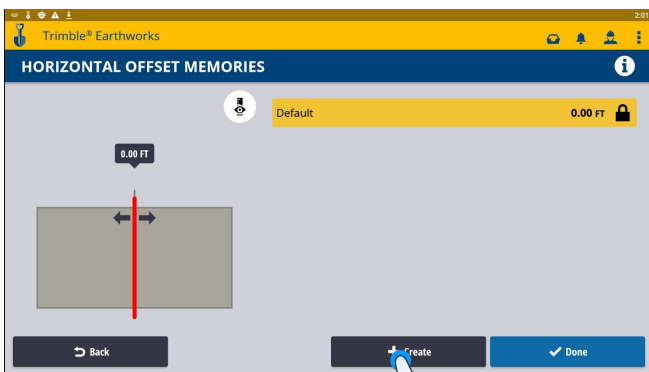 2:01
Trimble® Earthworks
HORIZONTAL OFFSET MEMORIES
Default 0.00 FT
0.00 FT
Back
Create
Done